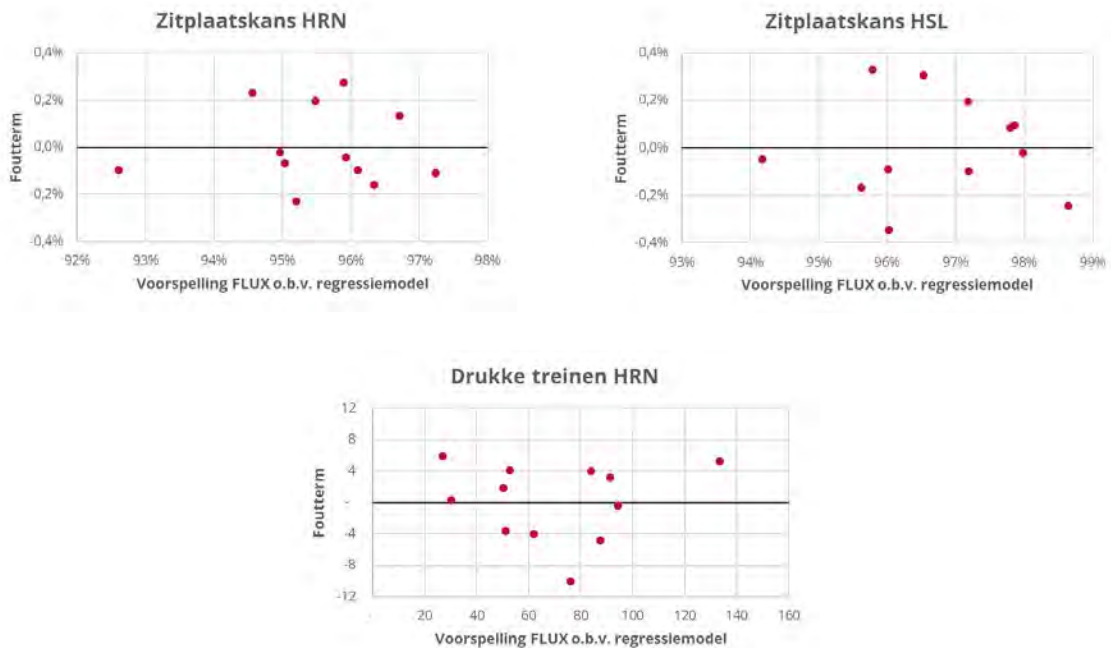 Zitplaatskans HRN
0,4%
0,2%
0,0%
-0,2%
-0,4%
Foutterm
92% 93% 94% 95% 96% 97% 98%
Voorspelling FLUX o.b.v. regressiemodel
Zitplaatskans HSL
0,4%
0,2%
0,0%
-0,2%
-0,4%
Foutterm
93% 94% 95% 96% 97% 98% 99%
Voorspelling FLUX o.b.v. regressiemodel
Drukke treinen HRN
12
8
4
-
-4
-8
-12
Foutterm
- 20 40 60 80 100 120 140 160
Voorspelling FLUX o.b.v. regressiemodel